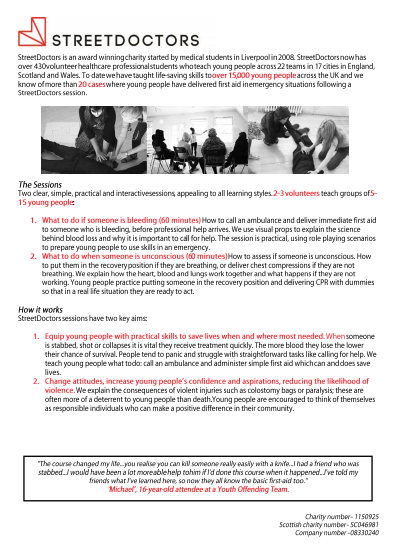 STREETDOCTORS
StreetDoctors is an award winning charity started by medical students in Liverpool in 2008. StreetDoctors now has
over 430 volunteer healthcare professional students who teach young people across 22 teams in 17 cities in England,
Scotland and Wales. To date we have taught life-saving skills to over 15,000 young people across the UK and we
know of more than 20 cases where young people have delivered first aid in emergency situations following a
StreetDoctors session.
The Sessions
Two clear, simple, practical and interactive sessions, appealing to all learning styles. 2-3 volunteers teach groups of 5-
15 young people:
1. What to do if someone is bleeding (60 minutes) How to call an ambulance and deliver immediate first aid
to someone who is bleeding, before professional help arrives. We use visual props to explain the science
behind blood loss and why it is important to call for help. The session is practical, using role playing scenarios
to prepare young people to use skills in an emergency.
2. What to do when someone is unconscious (60 minutes) How to assess if someone is unconscious. How
to put them in the recovery position if they are breathing, or deliver chest compressions if they are not
breathing. We explain how the heart, blood and lungs work together and what happens if they are not
working. Young people practice putting someone in the recovery position and delivering CPR with dummies
so that in a real life situation they are ready to act.
How it works
StreetDoctors sessions have two key aims:
1. Equip young people with practical skills to save lives when and where most needed. When someone
is stabbed, shot or collapses it is vital they receive treatment quickly. The more blood they lose the lower
their chance of survival. People tend to panic and struggle with straightforward tasks like calling for help. We
teach young people what to do: call an ambulance and administer simple first aid which can and does save
lives.
2. Change attitudes, increase young people's confidence and aspirations, reducing the likelihood of
violence. We explain the consequences of violent injuries such as colostomy bags or paralysis; these are
often more of a deterrent to young people than death. Young people are encouraged to think of themselves
as responsible individuals who can make a positive difference in their community.
"The course changed my life...you realise you can kill someone really easily with a knife...I had a friend who was
stabbed...I would have been a lot more able help to him if I'd done this course when it happened...I've told my
friends what I've learned here, so now they all know the basic first-aid too."
'Michael', 16-year-old attendee at a Youth Offending Team.
Charity number- 1150925
Scottish charity number- SC046981
Company number -08330240